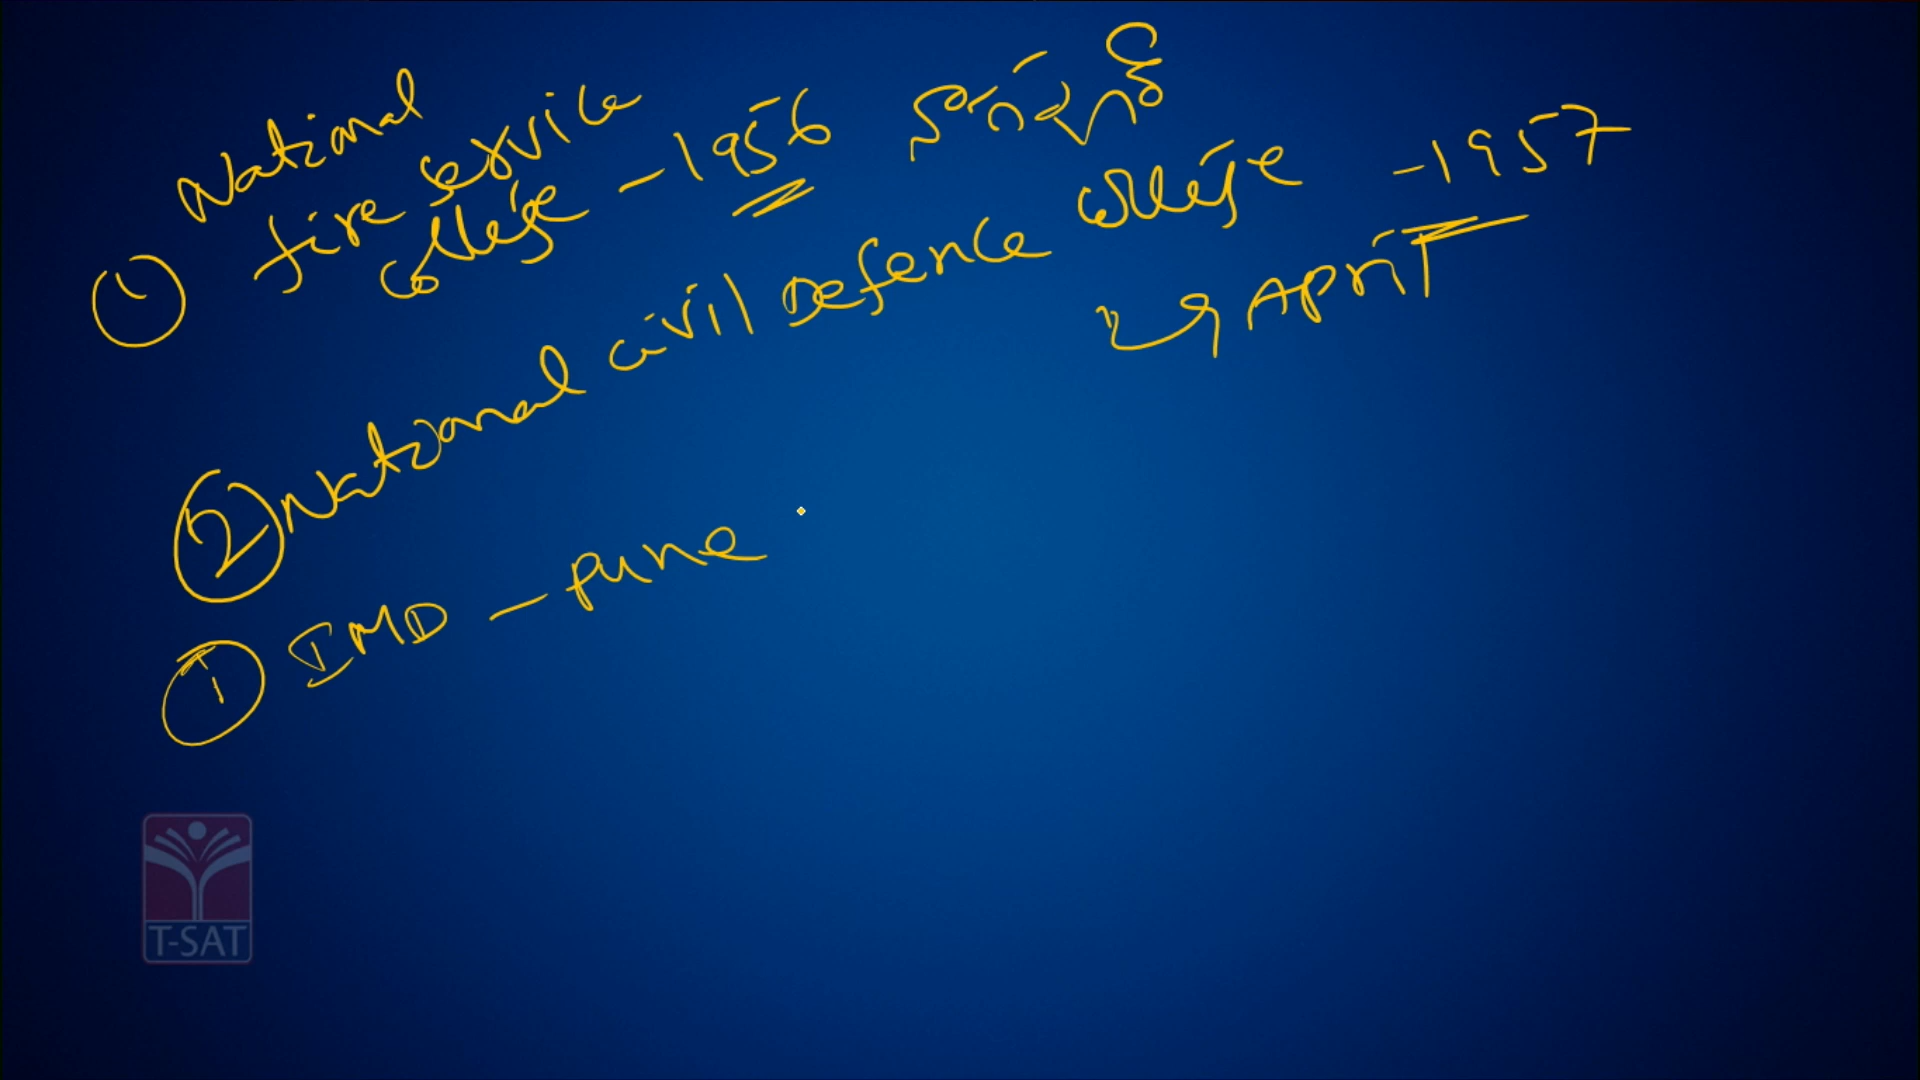 ① National
fire service
college - 1956 నాగపూర్
② National civil Defence college - 1957
29 April
① IMD - pune
T-SAT